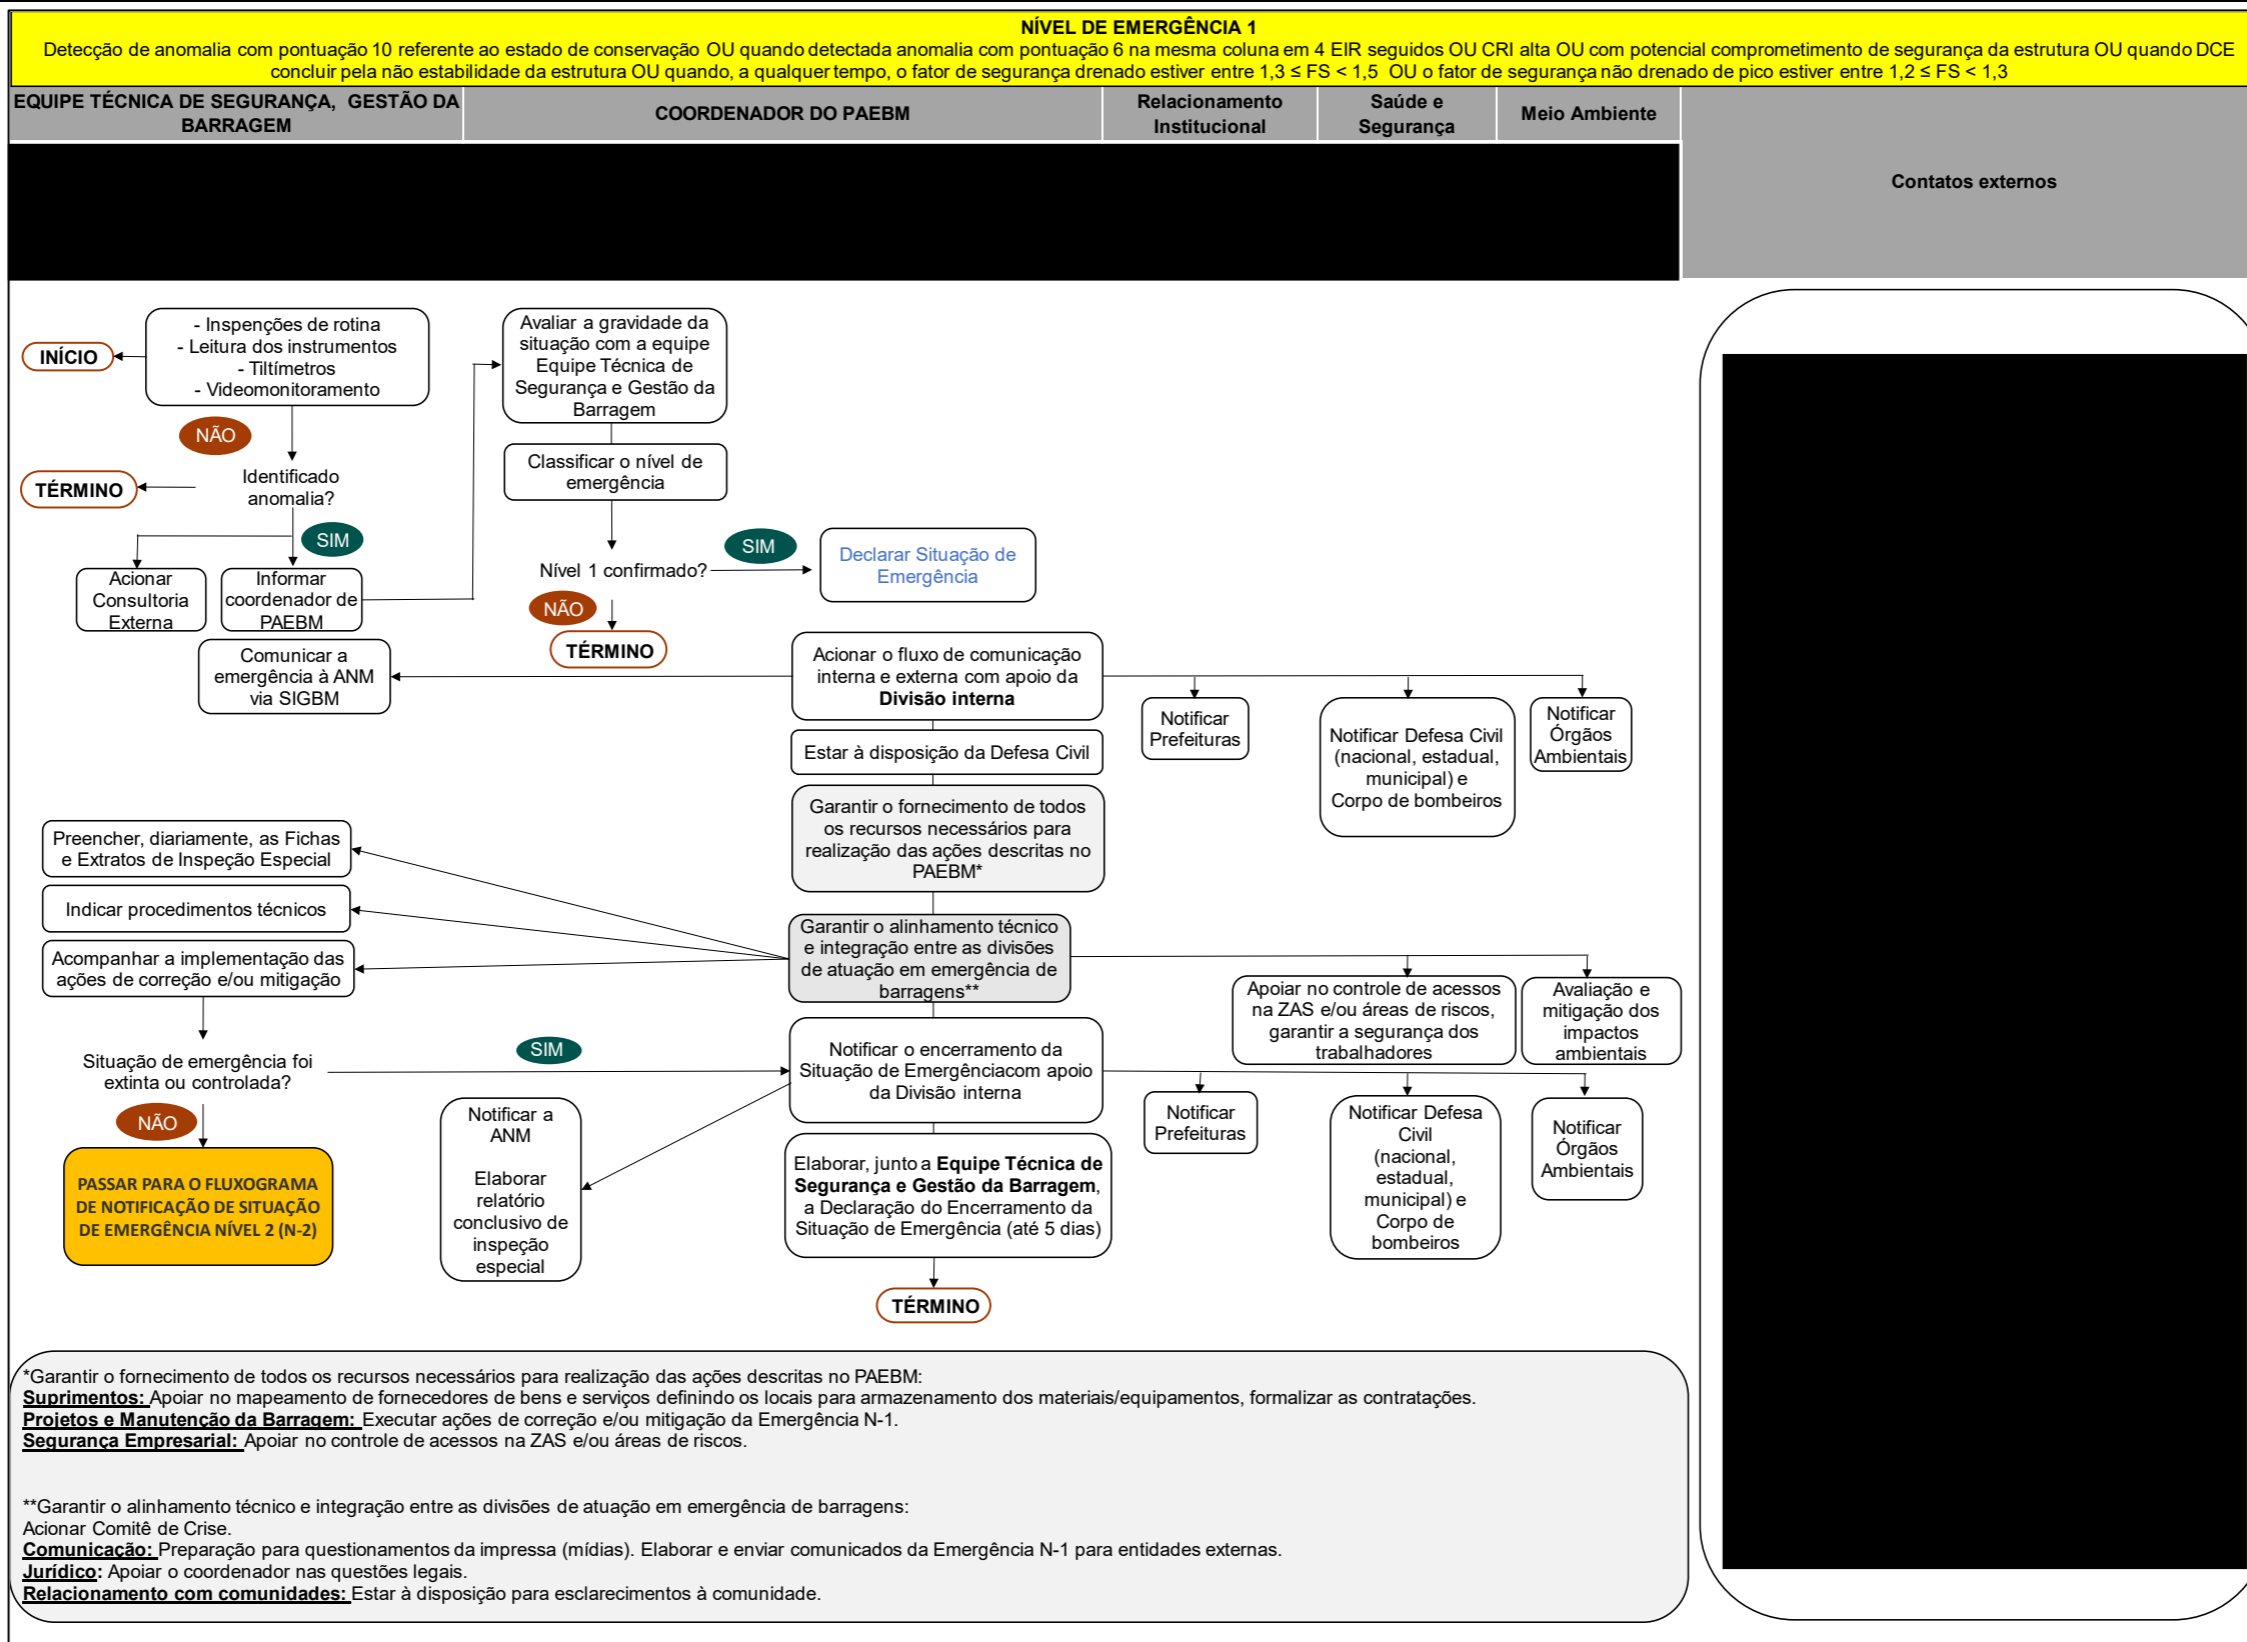 NÍVEL DE EMERGÊNCIA 1
Detecção de anomalia com pontuação 10 referente ao estado de conservação OU quando detectada anomalia com pontuação 6 na mesma coluna em 4 EIR seguidos OU CRI alta OU com potencial comprometimento de segurança da estrutura OU quando DCE
concluir pela não estabilidade da estrutura OU quando, a qualquer tempo, o fator de segurança drenado estiver entre 1,3 ≤ FS < 1,5 OU o fator de segurança não drenado de pico estiver entre 1,2 ≤ FS < 1,3
EQUIPE TÉCNICA DE SEGURANÇA, GESTÃO DA
BARRAGEM
COORDENADOR DO PAEBM
Relacionamento
Institucional
Saúde e
Segurança
Meio Ambiente
Contatos externos
INÍCIO
- Inspenções de rotina
- Leitura dos instrumentos
- Tiltímetros
- Videomonitoramento
NÃO
Identificado
anomalia?
TÉRMINO
SIM
Acionar
Consultoria
Externa
Informar
coordenador de
PAEBM
Avaliar a gravidade da
situação com a equipe
Equipe Técnica de
Segurança e Gestão da
Barragem
Classificar o nível de
emergência
Nível 1 confirmado?
SIM
Declarar Situação de
Emergência
NÃO
TÉRMINO
Comunicar a
emergência à ANM
via SIGBM
Acionar o fluxo de comunicação
interna e externa com apoio da
Divisão interna
Notificar
Prefeituras
Notificar Defesa Civil
(nacional, estadual,
municipal) e
Corpo de bombeiros
Notificar
Órgãos
Ambientais
Estar à disposição da Defesa Civil
Garantir o fornecimento de todos
os recursos necessários para
realização das ações descritas no
PAEBM*
Preencher, diariamente, as Fichas
e Extratos de Inspeção Especial
Indicar procedimentos técnicos
Acompanhar a implementação das
ações de correção e/ou mitigação
Garantir o alinhamento técnico
e integração entre as divisões
de atuação em emergência de
barragens**
Apoiar no controle de acessos
na ZAS e/ou áreas de riscos,
garantir a segurança dos
trabalhadores
Avaliação e
mitigação dos
impactos
ambientais
Situação de emergência foi
extinta ou controlada?
SIM
Notificar o encerramento da
Situação de Emergênciacom apoio
da Divisão interna
NÃO
PASSAR PARA O FLUXOGRAMA
DE NOTIFICAÇÃO DE SITUAÇÃO
DE EMERGÊNCIA NÍVEL 2 (N-2)
Notificar a
ANM
Elaborar
relatório
conclusivo de
inspeção
especial
Notificar
Prefeituras
Notificar Defesa
Civil
(nacional,
estadual,
municipal) e
Corpo de
bombeiros
Notificar
Órgãos
Ambientais
Elaborar, junto a Equipe Técnica de
Segurança e Gestão da Barragem,
a Declaração do Encerramento da
Situação de Emergência (até 5 dias)
TÉRMINO
*Garantir o fornecimento de todos os recursos necessários para realização das ações descritas no PAEBM:
Suprimentos: Apoiar no mapeamento de fornecedores de bens e serviços definindo os locais para armazenamento dos materiais/equipamentos, formalizar as contratações.
Projetos e Manutenção da Barragem: Executar ações de correção e/ou mitigação da Emergência N-1.
Segurança Empresarial: Apoiar no controle de acessos na ZAS e/ou áreas de riscos.
**Garantir o alinhamento técnico e integração entre as divisões de atuação em emergência de barragens:
Acionar Comitê de Crise.
Comunicação: Preparação para questionamentos da impressa (mídias). Elaborar e enviar comunicados da Emergência N-1 para entidades externas.
Jurídico: Apoiar o coordenador nas questões legais.
Relacionamento com comunidades: Estar à disposição para esclarecimentos à comunidade.